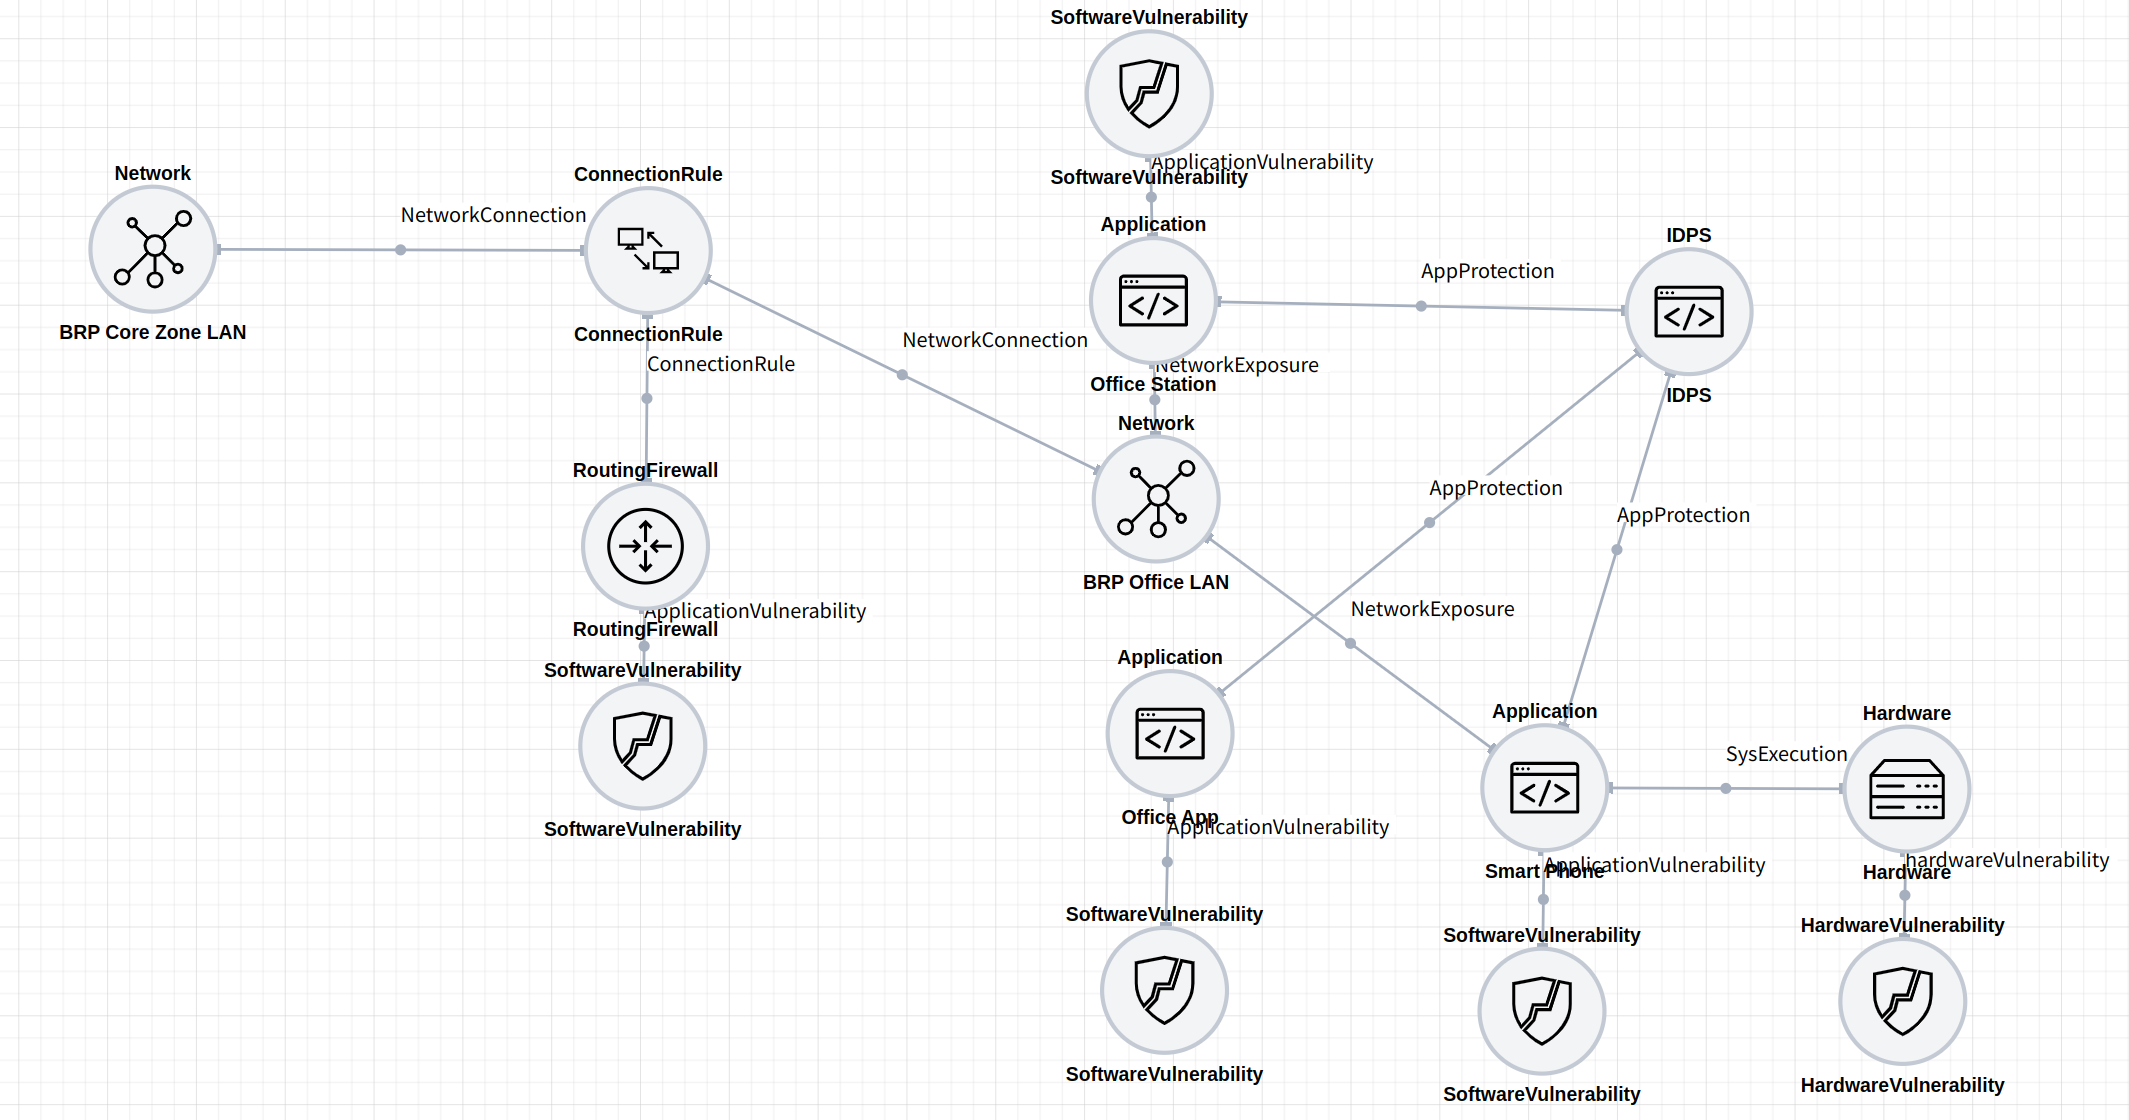 SoftwareVulnerability
ApplicationVulnerability
SoftwareVulnerability
Network
ConnectionRule
NetworkConnection
Application
IDPS
AppProtection
BRP Core Zone LAN
ConnectionRule
ConnectionRule
NetworkConnection
NetworkExposure
Office Station
IDPS
Network
RoutingFirewall
AppProtection
AppProtection
BRP Office LAN
ApplicationVulnerability
RoutingFirewall
NetworkExposure
SoftwareVulnerability
Application
Application
Hardware
SysExecution
SoftwareVulnerability
Office App
ApplicationVulnerability
Smart Phone
ApplicationVulnerability
hardwareVulnerability
Hardware
SoftwareVulnerability
SoftwareVulnerability
HardwareVulnerability
SoftwareVulnerability
SoftwareVulnerability
HardwareVulnerability